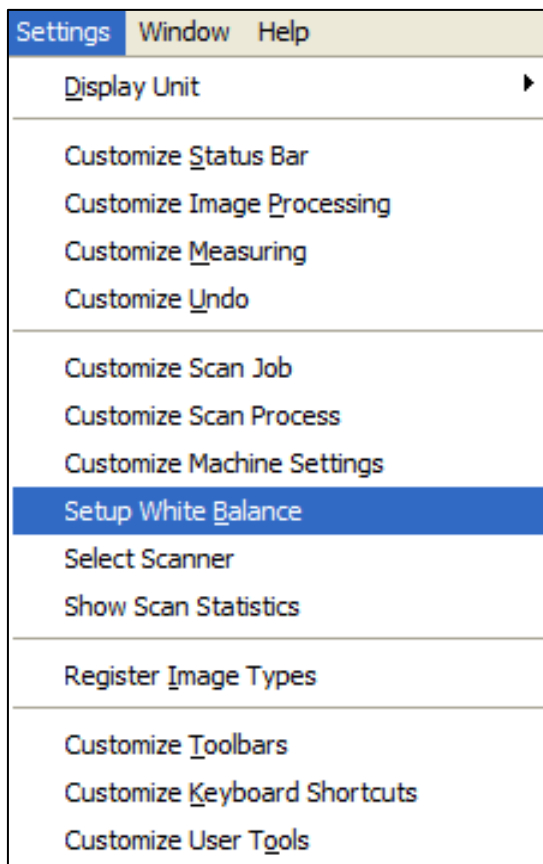 Settings Window Help
Display Unit
Customize Status Bar
Customize Image Processing
Customize Measuring
Customize Undo
Customize Scan Job
Customize Scan Process
Customize Machine Settings
Setup White Balance
Select Scanner
Show Scan Statistics
Register Image Types
Customize Toolbars
Customize Keyboard Shortcuts
Customize User Tools